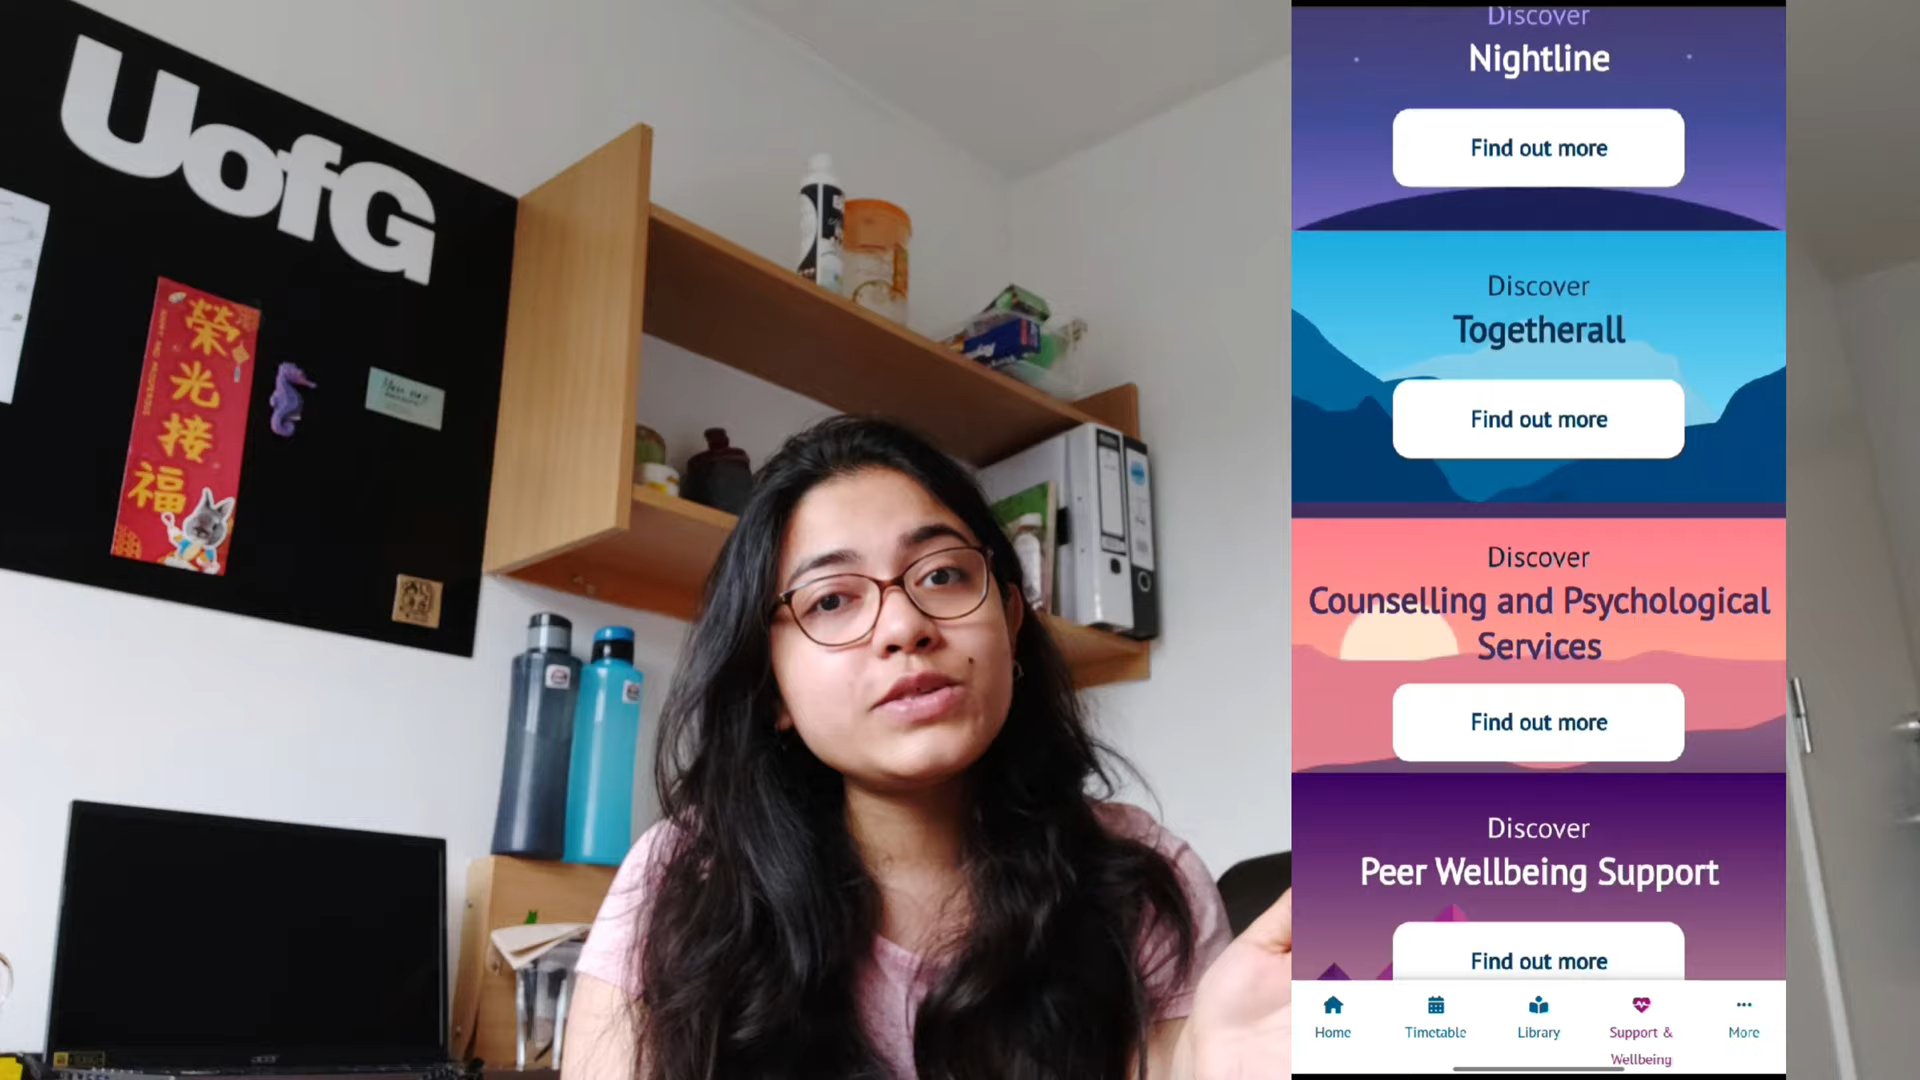 UofG
榮光接福
acer
Discover
Nightline
Find out more
Discover
Togetherall
Find out more
Discover
Counselling and Psychological
Services
Find out more
Discover
Peer Wellbeing Support
Find out more
Home
Timetable
Library
Support &
Wellbeing
More